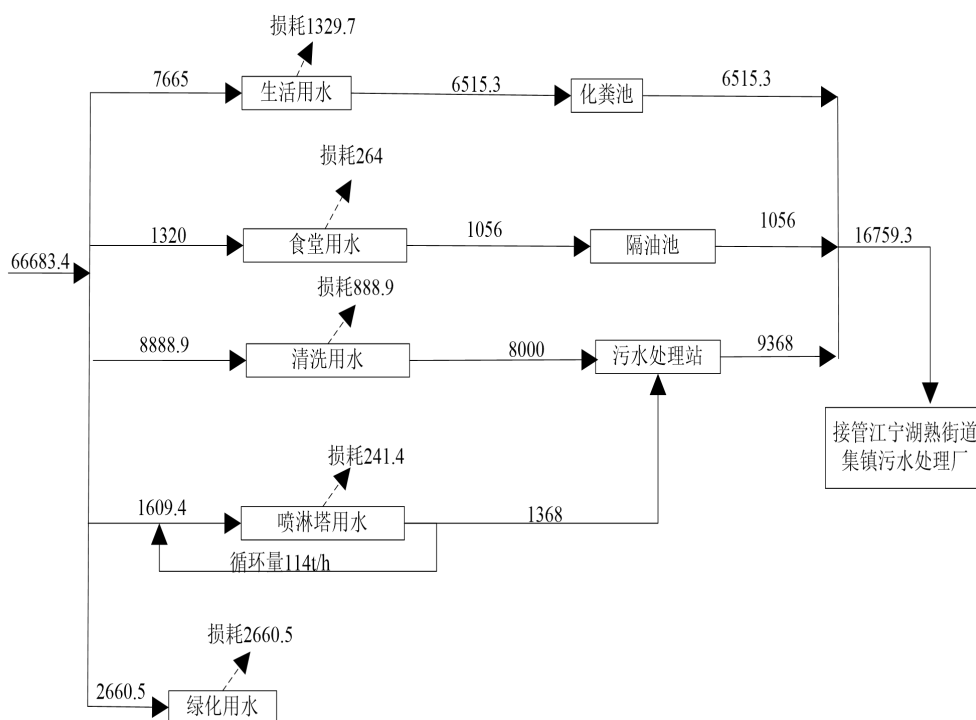 损耗1329.7
7665
生活用水
6515.3
化粪池
6515.3
损耗264
1320
食堂用水
1056
隔油池
1056
16759.3
66683.4
损耗888.9
8888.9
清洗用水
8000
污水处理站
9368
接管江宁湖熟街道
集镇污水处理厂
损耗241.4
1609.4
喷淋塔用水
1368
循环量114t/h
损耗2660.5
2660.5
绿化用水